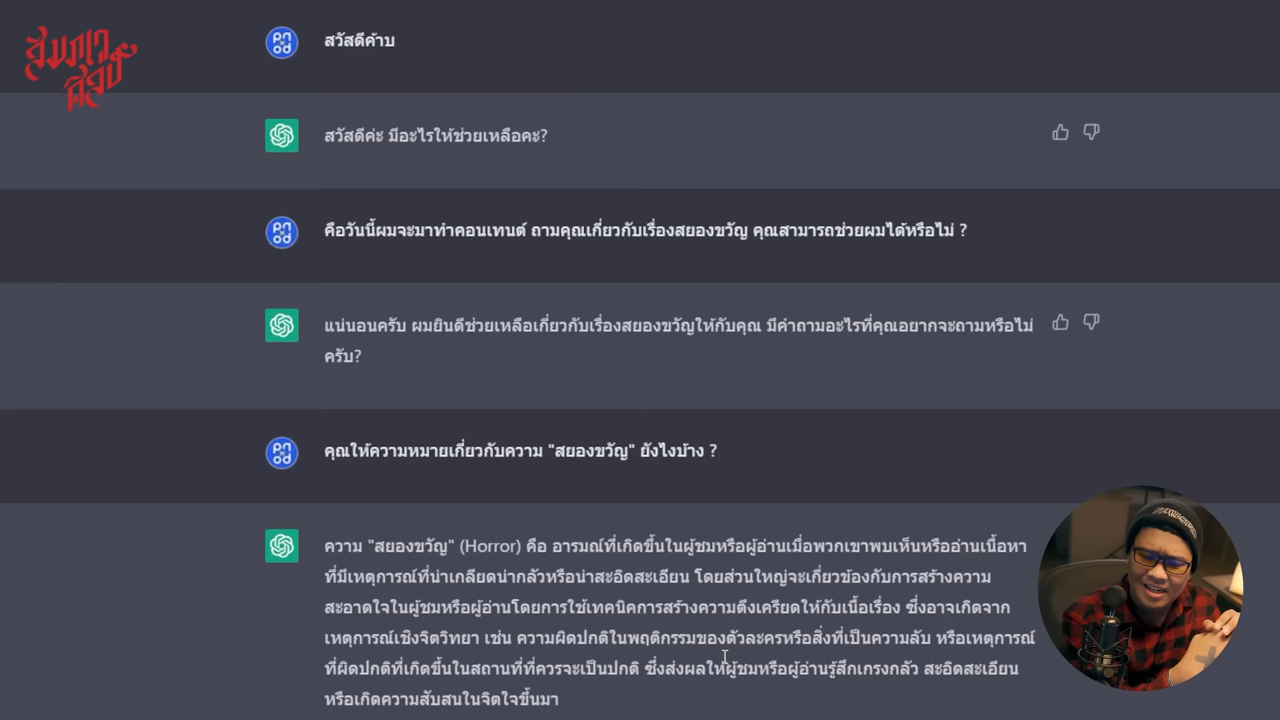 สัมภเวศิลป์
สวัสดีค้าบ
สวัสดีค่ะ มีอะไรให้ช่วยเหลือคะ?
คือวันนี้ผมจะมาทำคอนเทนต์ ถามคุณเกี่ยวกับเรื่องสยองขวัญ คุณสามารถช่วยผมได้หรือไม่ ?
แน่นอนครับ ผมยินดีช่วยเหลือเกี่ยวกับเรื่องสยองขวัญให้กับคุณ มีคำถามอะไรที่คุณอยากจะถามหรือไม่
ครับ?
คุณให้ความหมายเกี่ยวกับความ "สยองขวัญ" ยังไงบ้าง ?
ความ "สยองขวัญ" (Horror) คือ อารมณ์ที่เกิดขึ้นในผู้ชมหรือผู้อ่านเมื่อพวกเขาพบเห็นหรืออ่านเนื้อหา
ที่มีเหตุการณ์ที่น่าเกลียดน่ากลัวหรือน่าสะอิดสะเอียน โดยส่วนใหญ่จะเกี่ยวข้องกับการสร้างความ
สะอาดใจในผู้ชมหรือผู้อ่านโดยการใช้เทคนิคการสร้างความตึงเครียดให้กับเนื้อเรื่อง ซึ่งอาจเกิดจาก
เหตุการณ์เชิงจิตวิทยา เช่น ความผิดปกติในพฤติกรรมของตัวละครหรือสิ่งที่เป็นความลับ หรือเหตุการณ์
ที่ผิดปกติที่เกิดขึ้นในสถานที่ที่ควรจะเป็นปกติ ซึ่งส่งผลให้ผู้ชมหรือผู้อ่านรู้สึกเกรงกลัว สะอิดสะเอียน
หรือเกิดความสับสนในจิตใจขึ้นมา